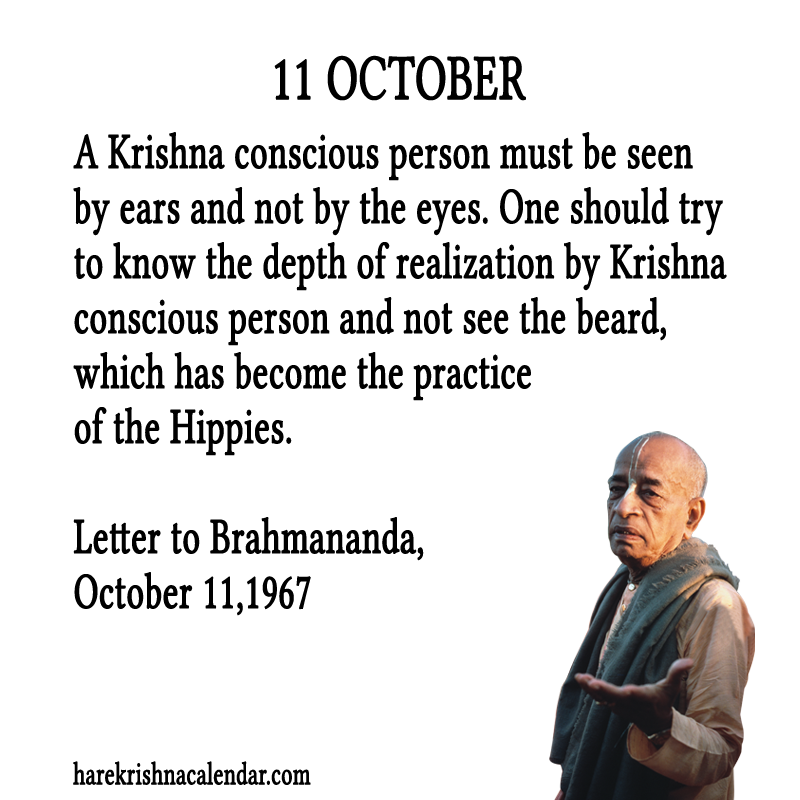 11 OCTOBER
A Krishna conscious person must be seen
by ears and not by the eyes. One should try
to know the depth of realization by Krishna
conscious person and not see the beard,
which has become the practice
of the Hippies.
Letter to Brahmananda,
October 11,1967
harekrishnacalendar.com